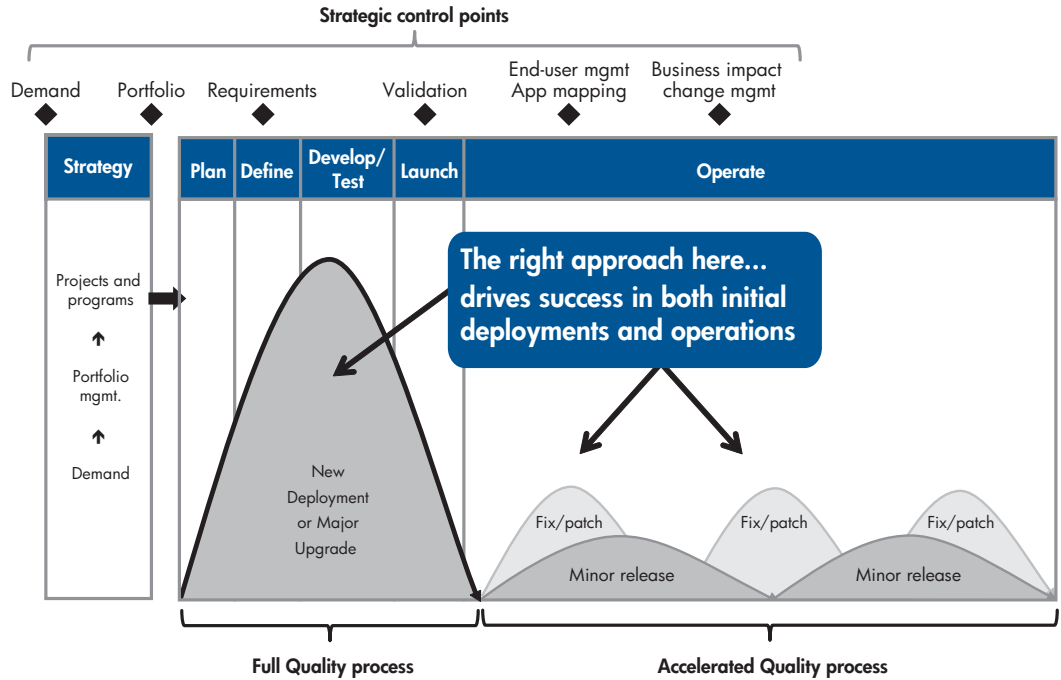 Strategic control points
Demand
Portfolio
Requirements
Validation
End-user mgmt
App mapping
Business impact
change mgmt
Strategy
Plan
Define
Develop/
Test
Launch
Operate
Projects and
programs
Portfolio
mgmt.
Demand
The right approach here...
drives success in both initial
deployments and operations
New
Deployment
or Major
Upgrade
Fix/patch
Fix/patch
Fix/patch
Minor release
Minor release
Full Quality process
Accelerated Quality process